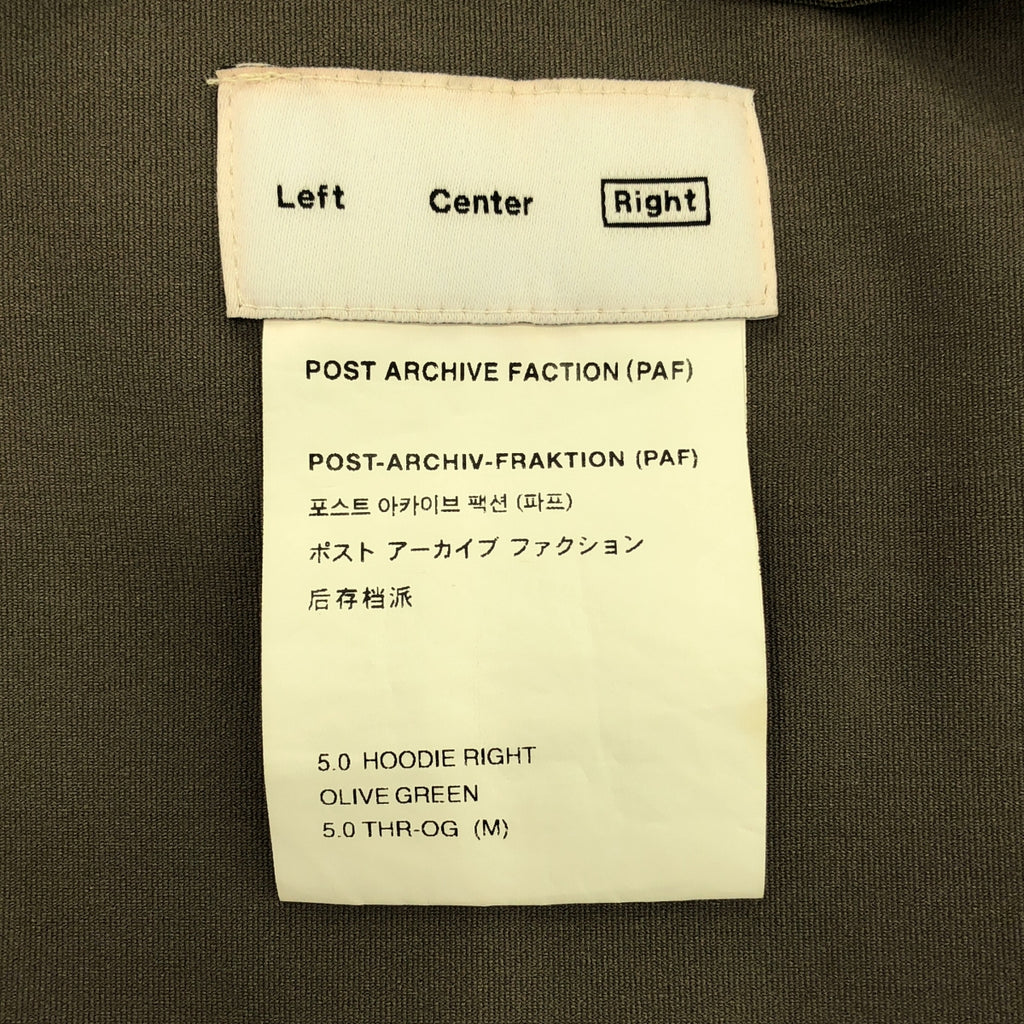 Left Center Right
POST ARCHIVE FACTION (PAF)
POST-ARCHIV-FRAKTION (PAF)
포스트 아카이브 팩션 (파프)
ポスト アーカイブ ファクション
后存档派
5.0 HOODIE RIGHT
OLIVE GREEN
5.0 THR-OG (M)